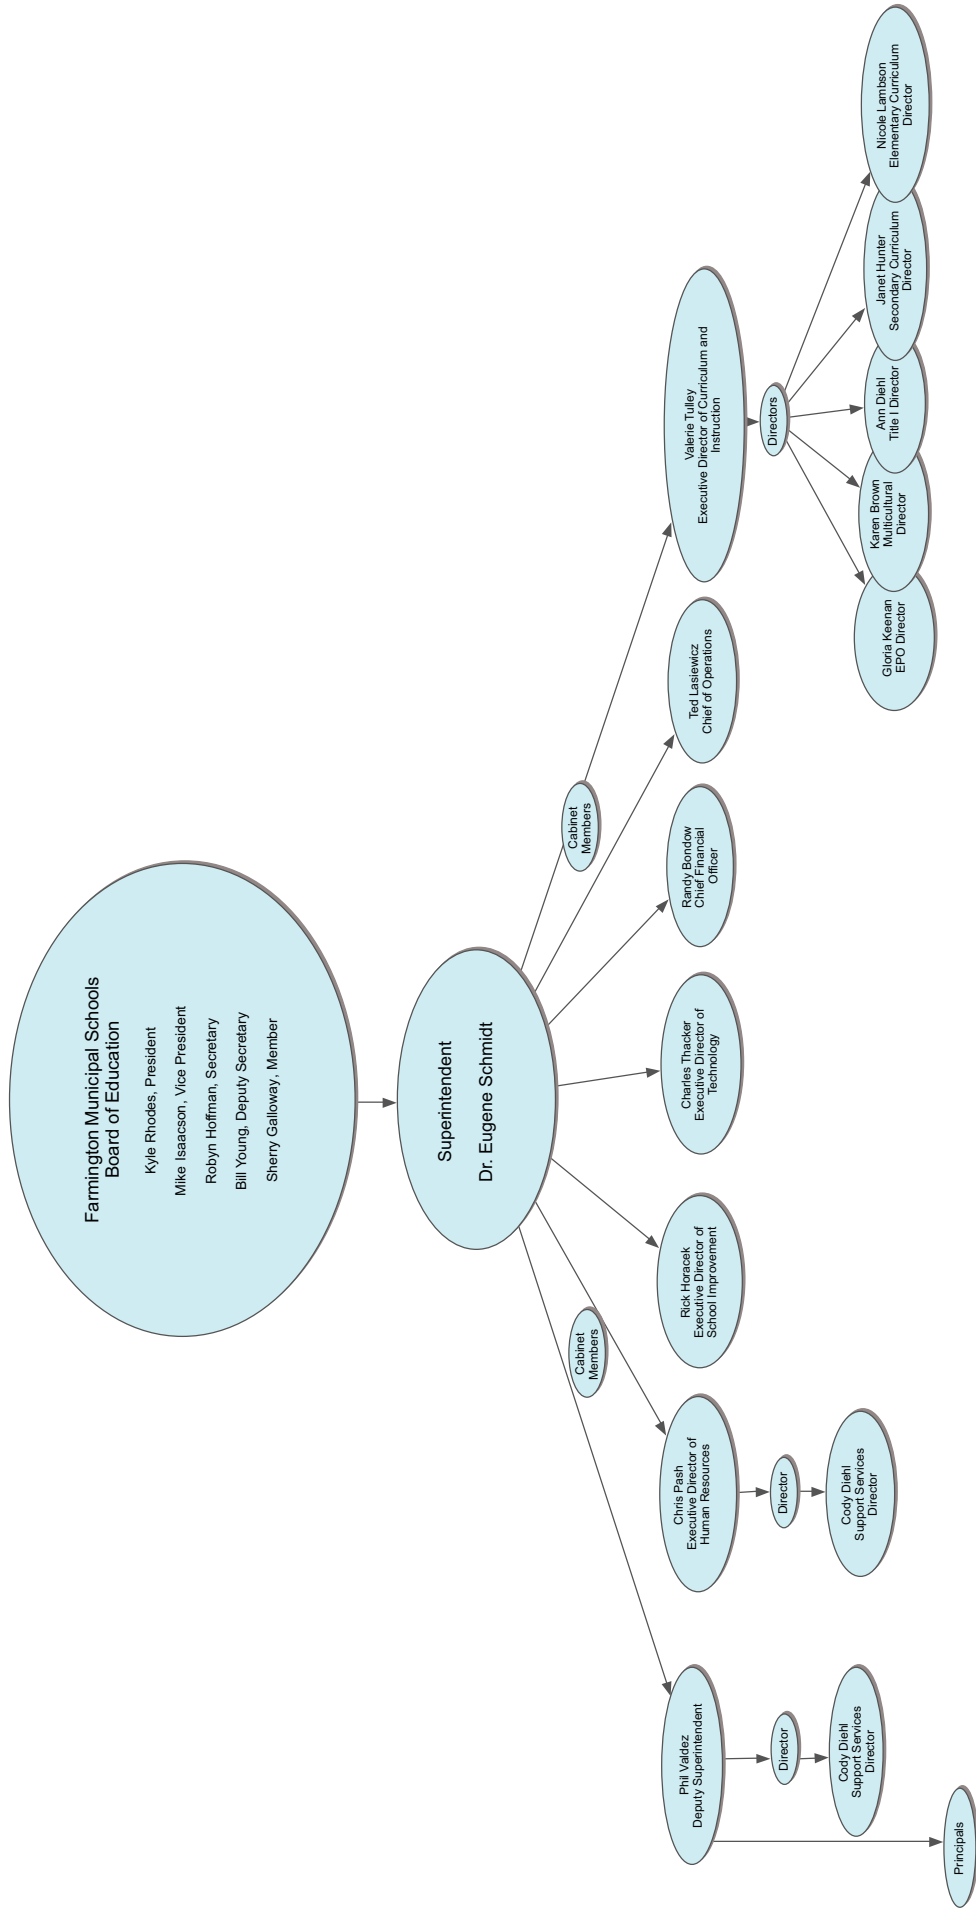 Farmington Municipal Schools
Board of Education
Kyle Rhodes, President
Mike Isaacson, Vice President
Robyn Hoffman, Secretary
Bill Young, Deputy Secretary
Sherry Galloway, Member
Superintendent
Dr. Eugene Schmidt
Cabinet
Members
Cabinet
Members
Phil Valdez
Deputy Superintendent
Chris Pash
Executive Director of
Human Resources
Rick Horacek
Executive Director of
School Improvement
Charles Thacker
Executive Director of
Technology
Randy Bondow
Chief Financial
Officer
Ted Lasiewicz
Chief of Operations
Valerie Tulley
Executive Director of Curriculum and
Instruction
Director
Director
Directors
Cody Diehl
Support Services
Director
Cody Diehl
Support Services
Director
Gloria Keenan
EPO Director
Karen Brown
Multicultural
Director
Ann Diehl
Title I Director
Janet Hunter
Secondary Curriculum
Director
Nicole Lambson
Elementary Curriculum
Director
Principals